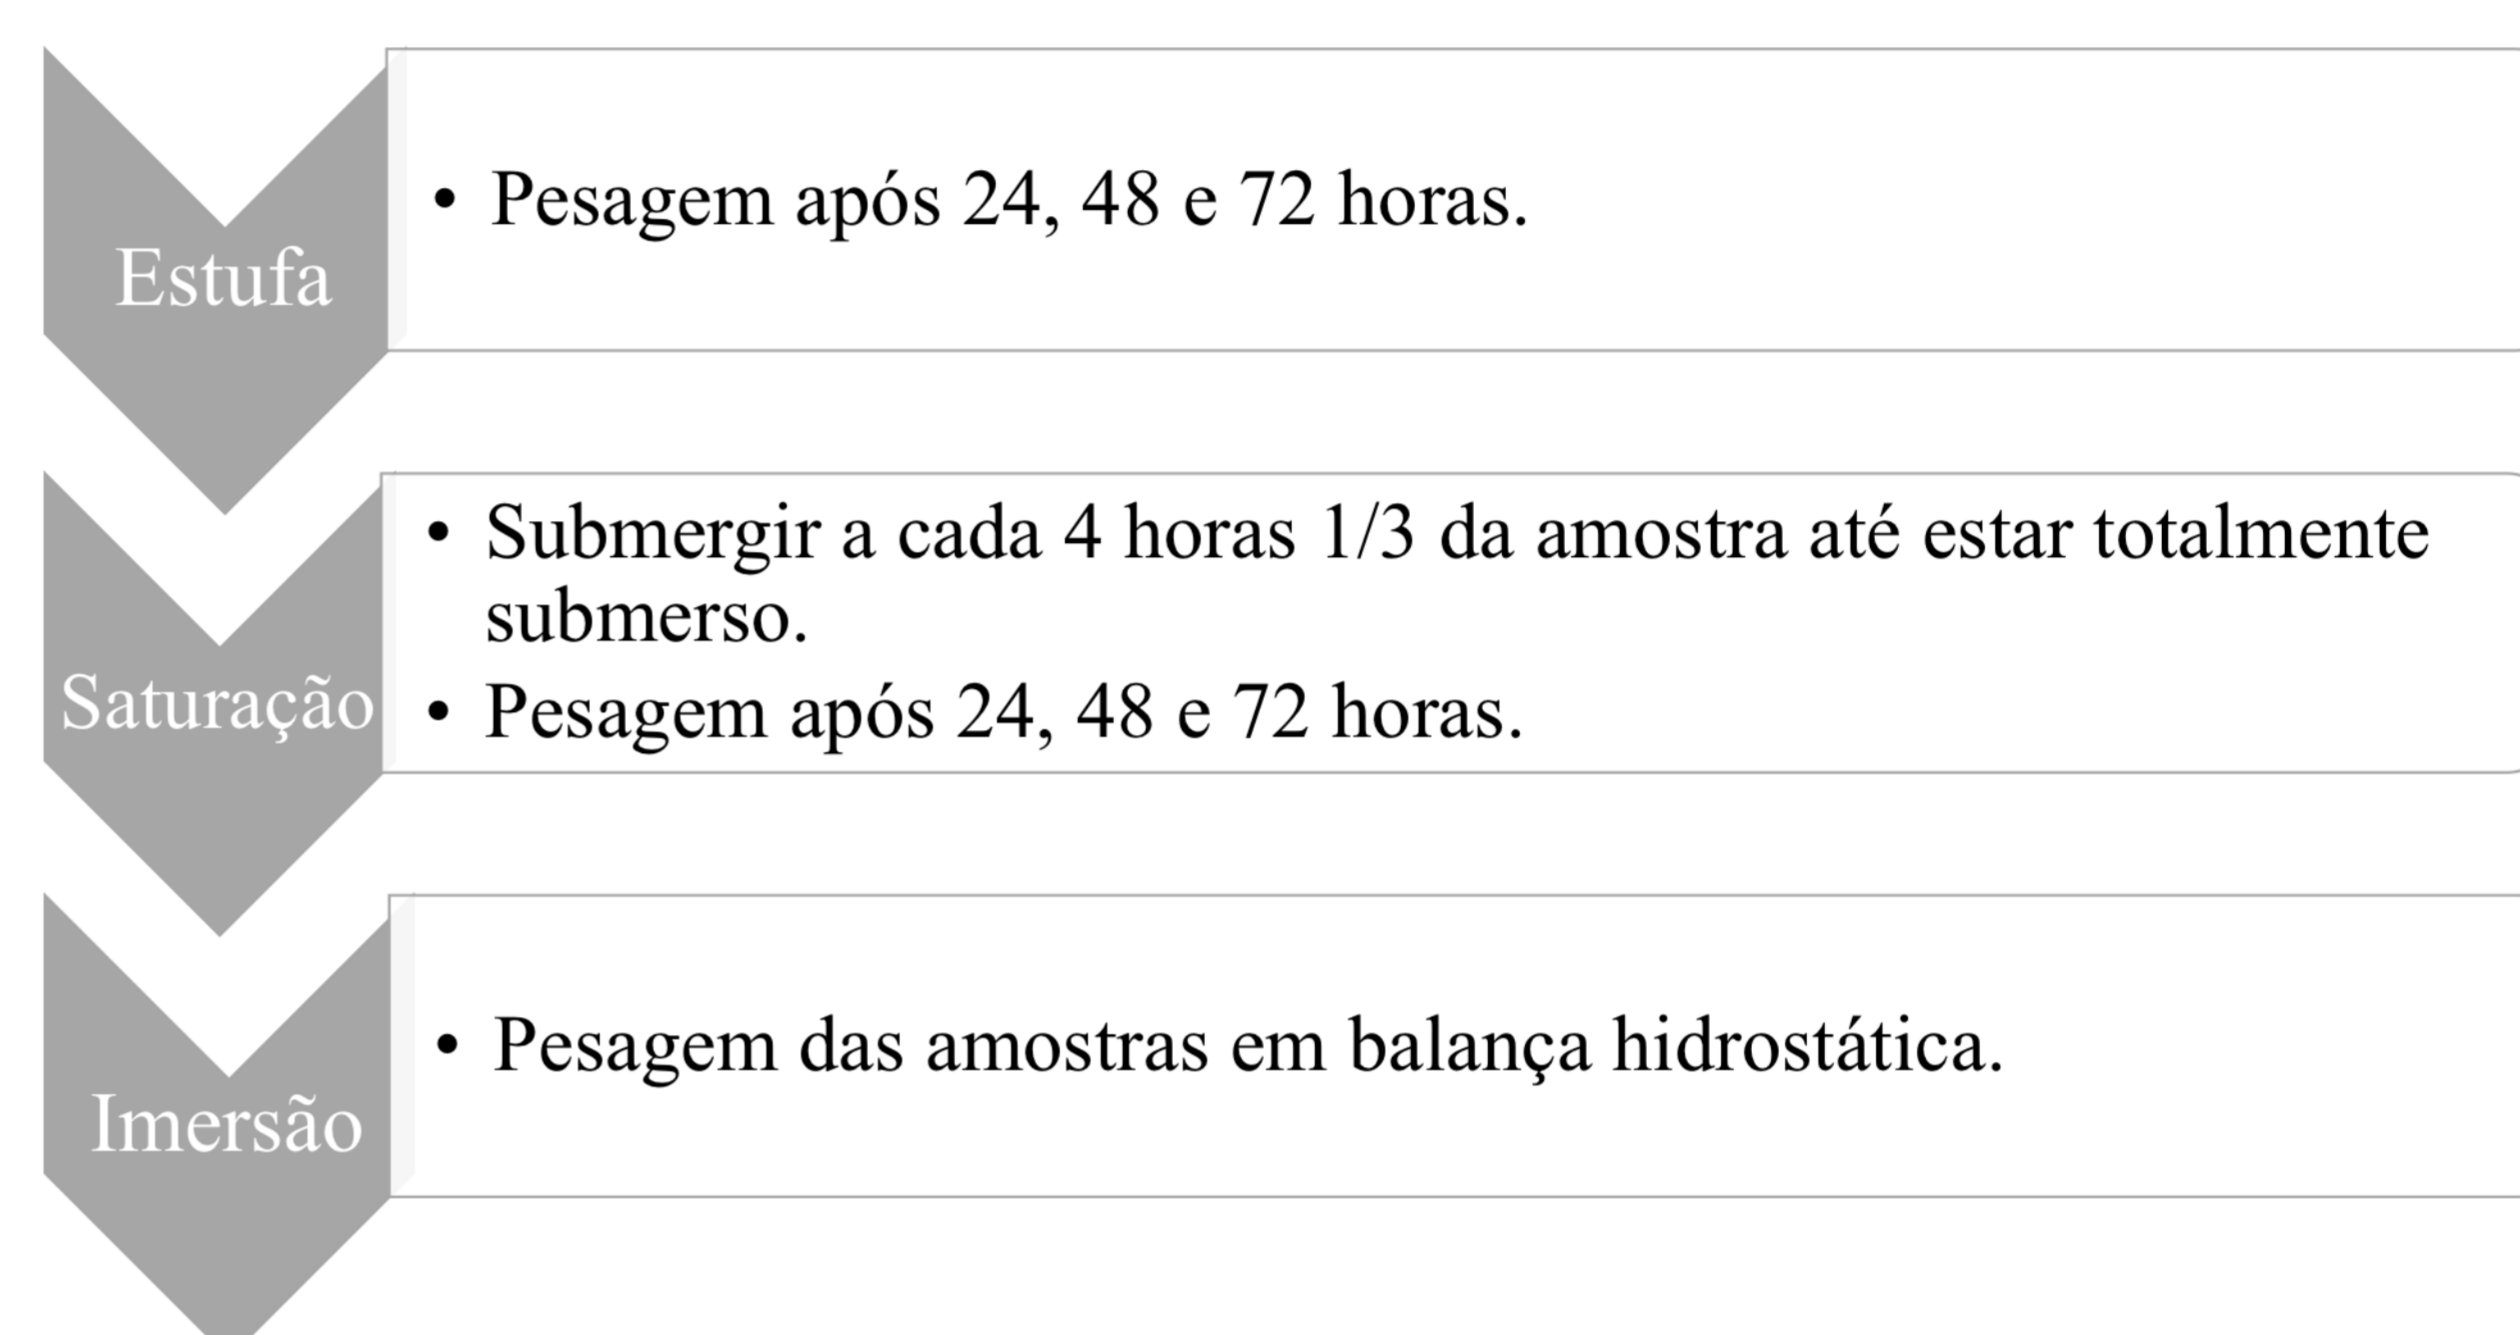 Estufa
• Pesagem após 24, 48 e 72 horas.
Saturação
• Submergir a cada 4 horas 1/3 da amostra até estar totalmente
submerso.
• Pesagem após 24, 48 e 72 horas.
Imersão
• Pesagem das amostras em balança hidrostática.